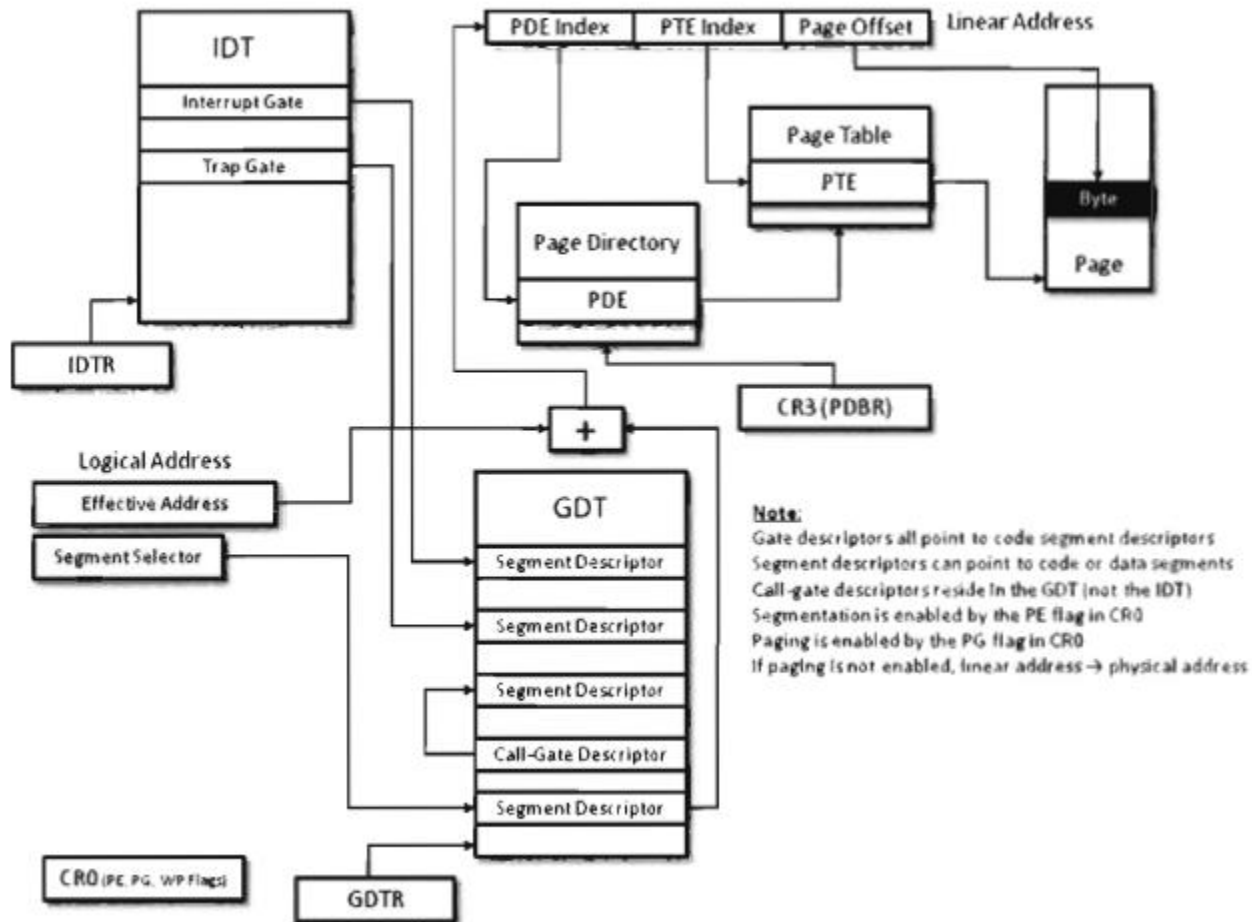 IDT
Interrupt Gate
Trap Gate
IDTR
PDE Index
PTE Index
Page Offset
Linear Address
Page Table
PTE
Page Directory
PDE
Byte
Page
CR3 (PDBR)
+
Logical Address
Effective Address
Segment Selector
GDT
Segment Descriptor
Segment Descriptor
Segment Descriptor
Call-Gate Descriptor
Segment Descriptor
GDTR
CR0 (PE, PG, WP Flags)
Note:
Gate descriptors all point to code segment descriptors
Segment descriptors can point to code or data segments
Call-gate descriptors reside in the GDT (not the IDT)
Segmentation is enabled by the PE flag in CR0
Paging is enabled by the PG flag in CR0
If paging is not enabled, linear address → physical address